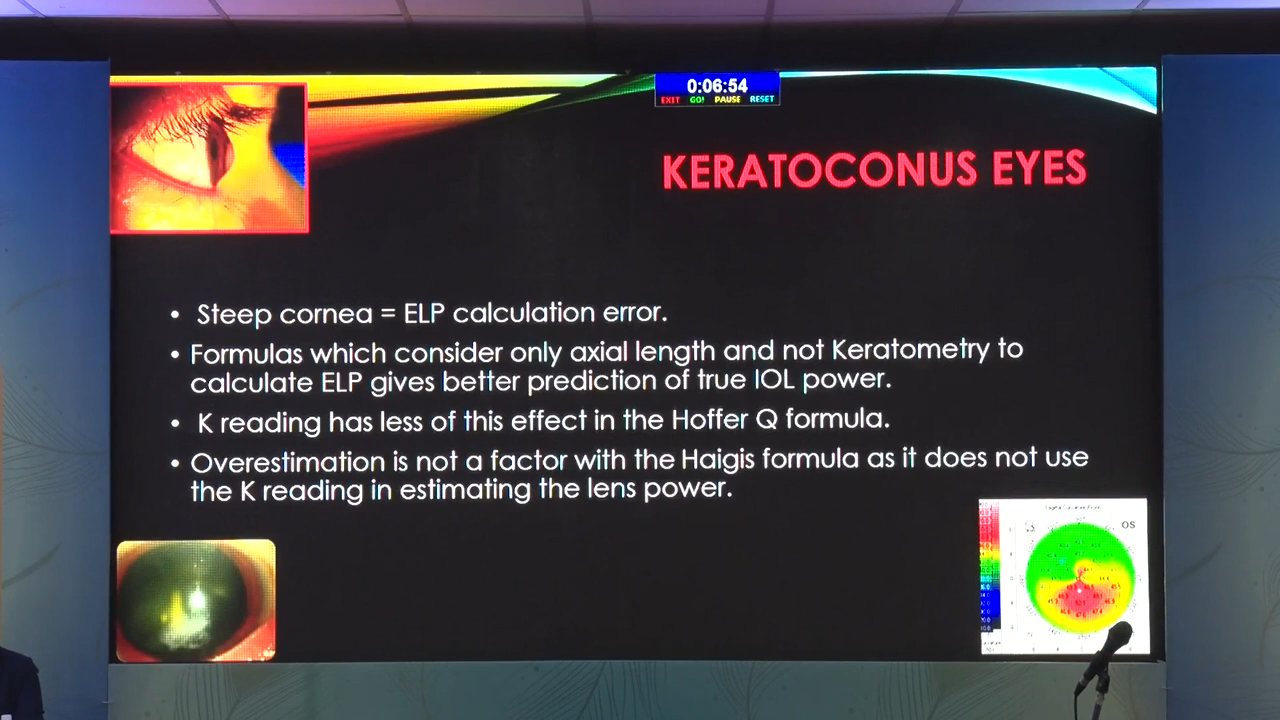 0:06:54
EXIT GO! PAUSE RESET
KERATOCONUS EYES
• Steep cornea = ELP calculation error.
• Formulas which consider only axial length and not Keratometry to
calculate ELP gives better prediction of true IOL power.
• K reading has less of this effect in the Hoffer Q formula.
• Overestimation is not a factor with the Haigis formula as it does not use
the K reading in estimating the lens power.
OS